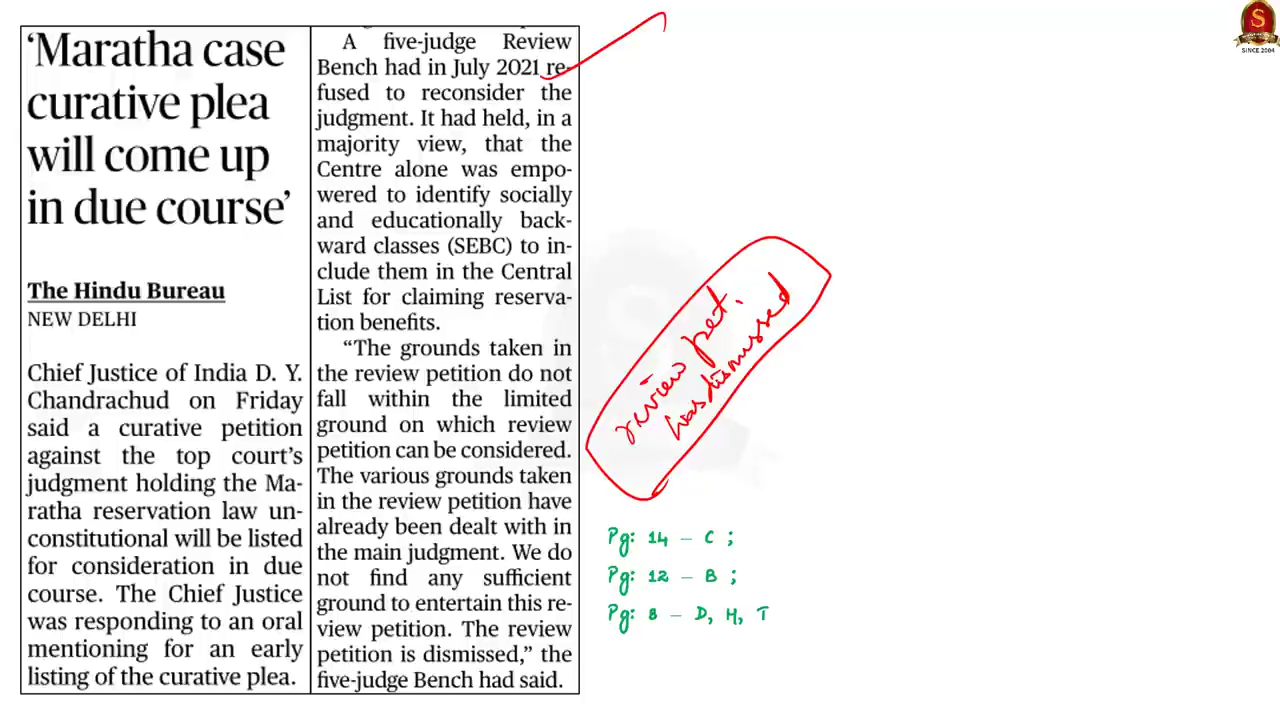 ‘Maratha case
curative plea
will come up
in due course’
The Hindu Bureau
NEW DELHI
Chief Justice of India D. Y.
Chandrachud on Friday
said a curative petition
against the top court’s
judgment holding the Ma-
ratha reservation law un-
constitutional will be listed
for consideration in due
course. The Chief Justice
was responding to an oral
mentioning for an early
listing of the curative plea.
A five-judge Review
Bench had in July 2021 re-
fused to reconsider the
judgment. It had held, in a
majority view, that the
Centre alone was empo-
wered to identify socially
and educationally back-
ward classes (SEBC) to in-
clude them in the Central
List for claiming reserva-
tion benefits.
“The grounds taken in
the review petition do not
fall within the limited
ground on which review
petition can be considered.
The various grounds taken
in the review petition have
already been dealt with in
the main judgment. We do
not find any sufficient
ground to entertain this re-
view petition. The review
petition is dismissed,” the
five-judge Bench had said.
review pet.
was dismissed
Pg: 14 – C ;
Pg: 12 – B ;
Pg: 8 – D, H, T
S
SINCE 2004